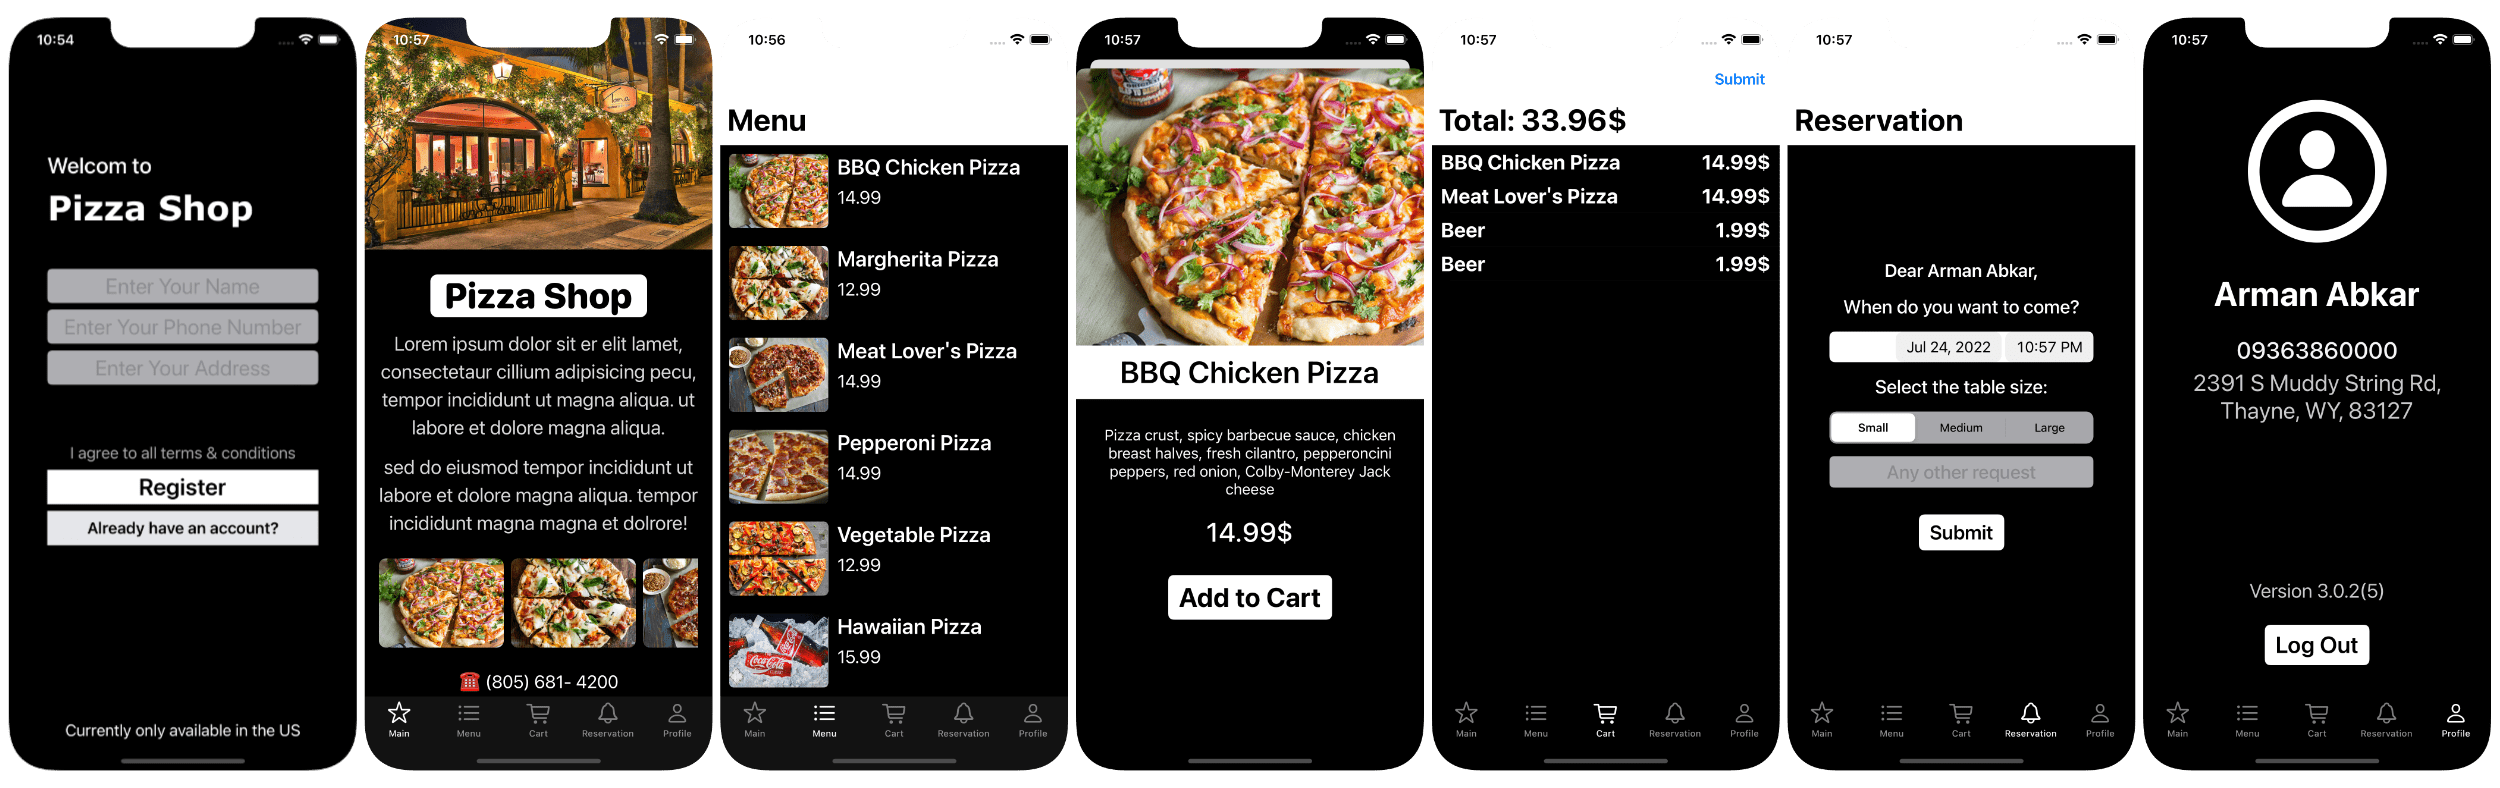 10:54
Welcom to
Pizza Shop
Enter Your Name
Enter Your Phone Number
Enter Your Address
I agree to all terms & conditions
Register
Already have an account?
Currently only available in the US
10:57
Pizza Shop
Lorem ipsum dolor sit er elit lamet,
consectetaur cillium adipisicing pecu,
tempor incididunt ut magna aliqua. ut
labore et dolore magna aliqua.
sed do eiusmod tempor incididunt ut
labore et dolore magna aliqua. tempor
incididunt magna magna et dolrore!
(805) 681- 4200
Main Menu Cart Reservation Profile
10:56
Menu
BBQ Chicken Pizza
14.99
Margherita Pizza
12.99
Meat Lover's Pizza
14.99
Pepperoni Pizza
14.99
Vegetable Pizza
12.99
Hawaiian Pizza
15.99
Coca-Cola
Coca-Cola
Main Menu Cart Reservation Profile
10:57
BBQ Chicken Pizza
Pizza crust, spicy barbecue sauce, chicken
breast halves, fresh cilantro, pepperoncini
peppers, red onion, Colby-Monterey Jack
cheese
14.99$
Add to Cart
10:57
Submit
Total: 33.96$
BBQ Chicken Pizza 14.99$
Meat Lover's Pizza 14.99$
Beer 1.99$
Beer 1.99$
Main Menu Cart Reservation Profile
10:57
Reservation
Dear Arman Abkar,
When do you want to come?
Jul 24, 2022 10:57 PM
Select the table size:
Small Medium Large
Any other request
Submit
Main Menu Cart Reservation Profile
10:57
Arman Abkar
09363860000
2391 S Muddy String Rd,
Thayne, WY, 83127
Version 3.0.2(5)
Log Out
Main Menu Cart Reservation Profile